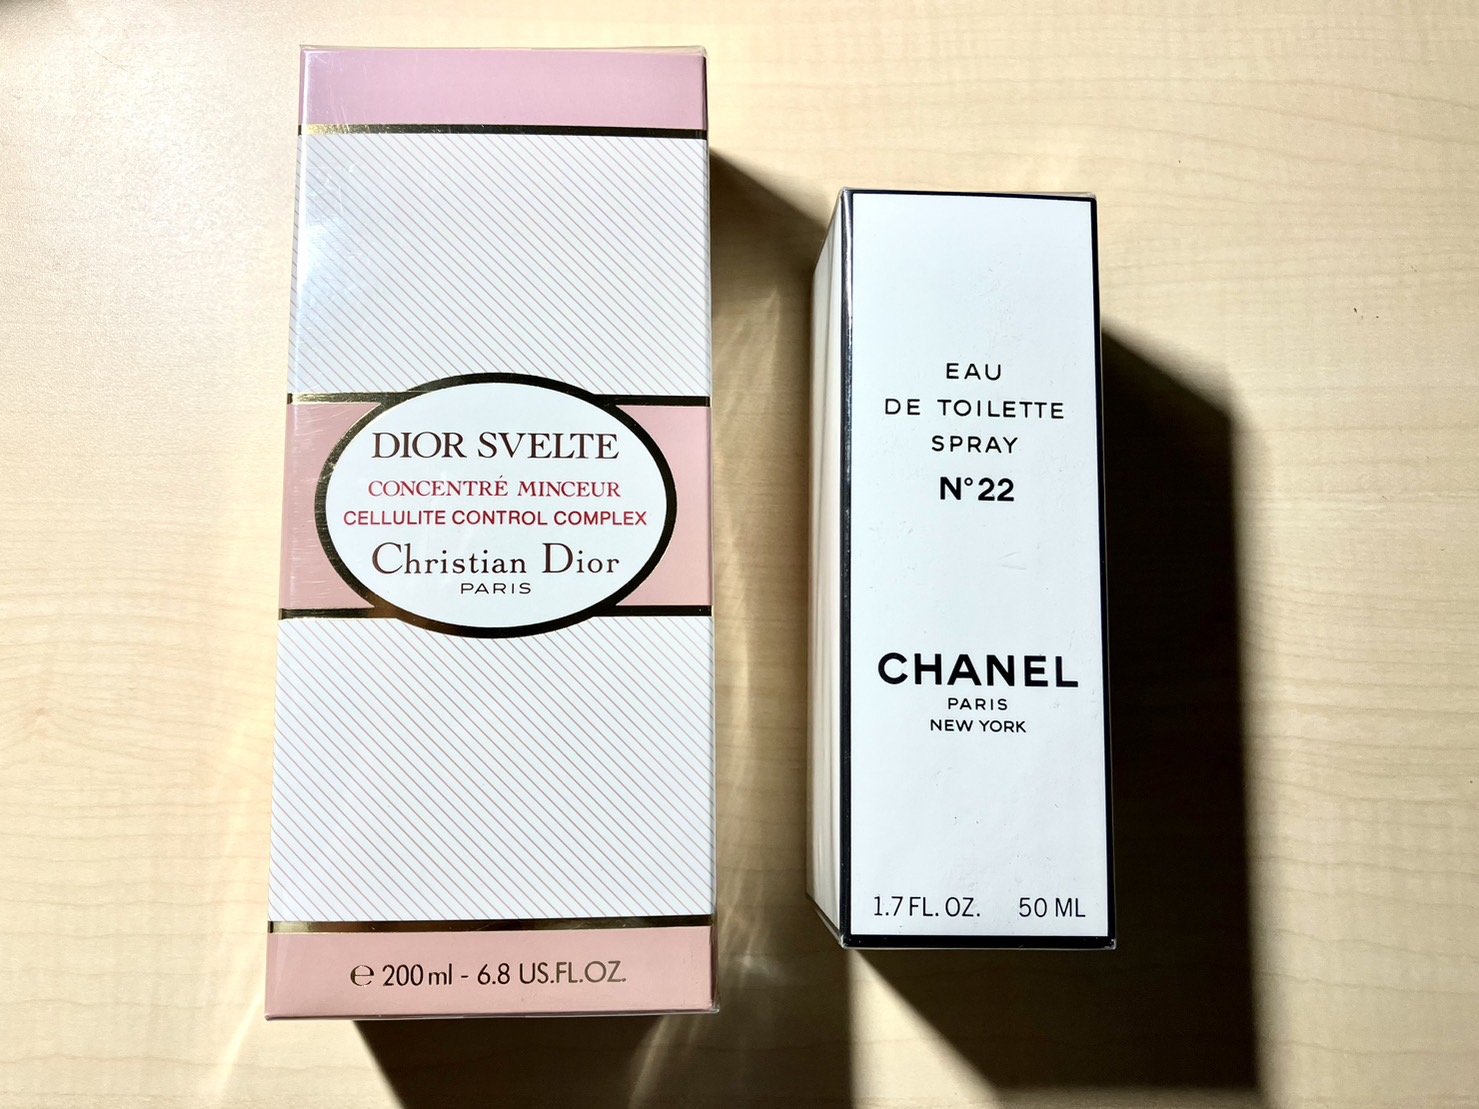 DIOR SVELTE
CONCENTRÉ MINCEUR
CELLULITE CONTROL COMPLEX
Christian Dior
PARIS
℮ 200 ml - 6.8 US.FL.OZ.
EAU
DE TOILETTE
SPRAY
N°22
CHANEL
PARIS
NEW YORK
1.7 FL. OZ. 50 ML